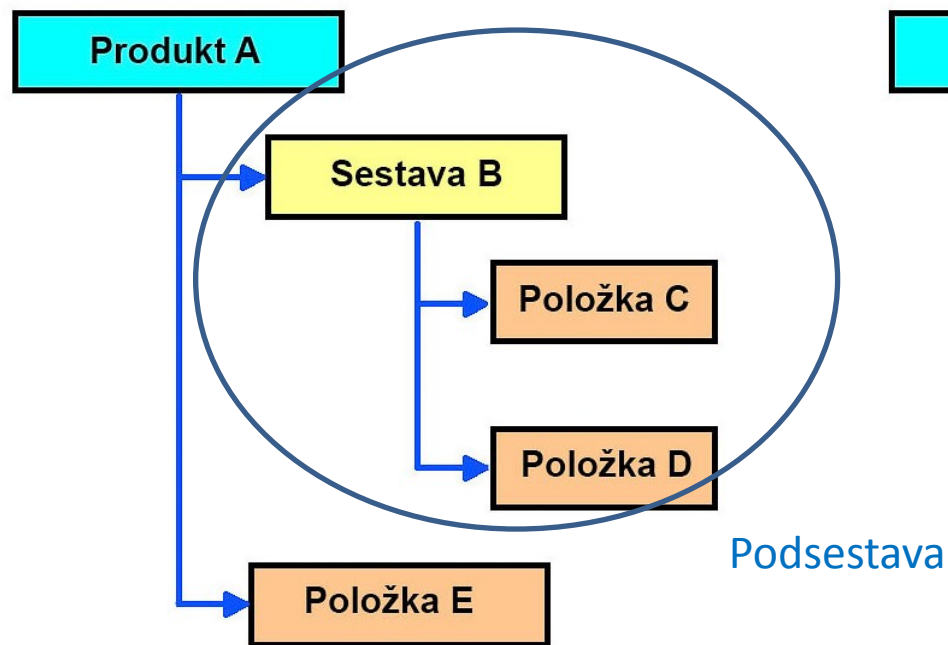 Produkt A
Sestava B
Položka C
Položka D
Podsestava
Položka E